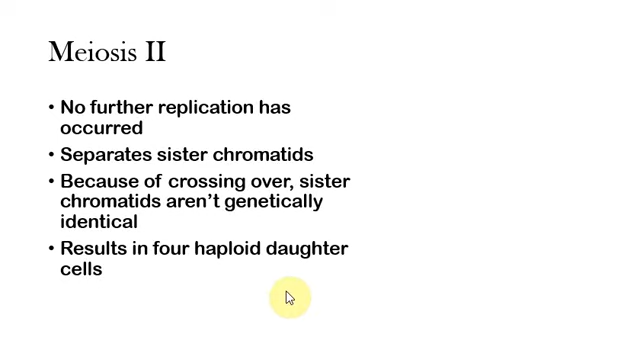 Meiosis II
• No further replication has
occurred
• Separates sister chromatids
• Because of crossing over, sister
chromatids aren't genetically
identical
• Results in four haploid daughter
cells